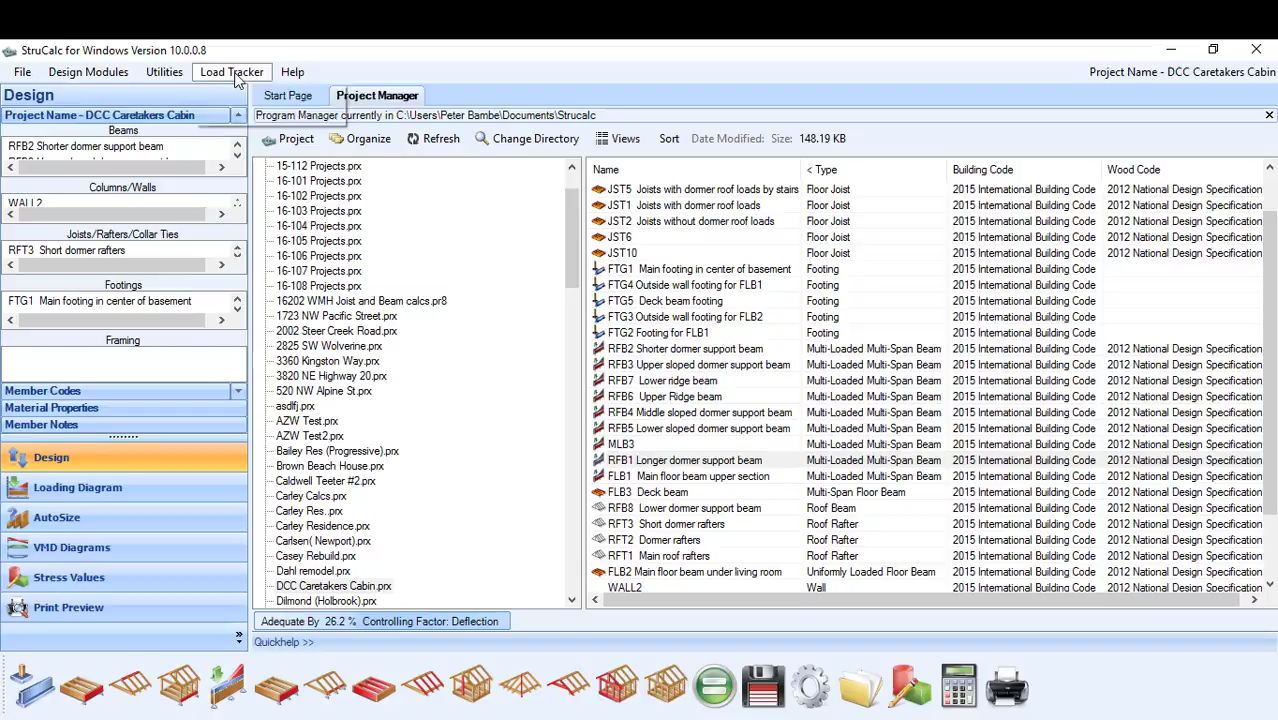 StruCalc for Windows Version 10.0.0.8
File Design Modules Utilities Load Tracker Help Project Name - DCC Caretakers Cabin
Design
Project Name - DCC Caretakers Cabin
Beams
RFB2 Shorter dormer support beam
Columns/Walls
WALL2
Joists/Rafters/Collar Ties
RFT3 Short dormer rafters
Footings
FTG1 Main footing in center of basement
Framing
Member Codes
Material Properties
Member Notes
Design
Loading Diagram
AutoSize
VMD Diagrams
Stress Values
Print Preview
Start Page Project Manager
Program Manager currently in C:\Users\Peter Bambe\Documents\Strucalc
Project Organize Refresh Change Directory Views Sort Date Modified: Size: 148.19 KB
15-112 Projects.prx
16-101 Projects.prx
16-102 Projects.prx
16-103 Projects.prx
16-104 Projects.prx
16-105 Projects.prx
16-106 Projects.prx
16-107 Projects.prx
16-108 Projects.prx
16202 WMH Joist and Beam calcs.pr8
1723 NW Pacific Street.prx
2002 Steer Creek Road.prx
2825 SW Wolverine.prx
3360 Kingston Way.prx
3820 NE Highway 20.prx
520 NW Alpine St.prx
asdlfj.prx
AZW Test.prx
AZW Test2.prx
Bailey Res (Progressive).prx
Brown Beach House.prx
Caldwell Teeter #2.prx
Carley Calcs.prx
Carley Res..prx
Carley Residence.prx
Carlsen( Newport).prx
Casey Rebuild.prx
Dahl remodel.prx
DCC Caretakers Cabin.prx
Dilmond (Holbrook).prx
Name < Type Building Code Wood Code
JST5 Joists with dormer roof loads by stairs Floor Joist 2015 International Building Code 2012 National Design Specification
JST1 Joists with dormer roof loads Floor Joist 2015 International Building Code 2012 National Design Specification
JST2 Joists without dormer roof loads Floor Joist 2015 International Building Code 2012 National Design Specification
JST6 Floor Joist 2015 International Building Code 2012 National Design Specification
JST10 Floor Joist 2015 International Building Code 2012 National Design Specification
FTG1 Main footing in center of basement Footing 2015 International Building Code
FTG4 Outside wall footing for FLB1 Footing 2015 International Building Code
FTG5 Deck beam footing Footing 2015 International Building Code
FTG3 Outside wall footing for FLB2 Footing 2015 International Building Code
FTG2 Footing for FLB1 Footing 2015 International Building Code
RFB2 Shorter dormer support beam Multi-Loaded Multi-Span Beam 2015 International Building Code 2012 National Design Specification
RFB3 Upper sloped dormer support beam Multi-Loaded Multi-Span Beam 2015 International Building Code 2012 National Design Specification
RFB7 Lower ridge beam Multi-Loaded Multi-Span Beam 2015 International Building Code 2012 National Design Specification
RFB6 Upper Ridge beam Multi-Loaded Multi-Span Beam 2015 International Building Code 2012 National Design Specification
RFB4 Middle sloped dormer support beam Multi-Loaded Multi-Span Beam 2015 International Building Code 2012 National Design Specification
RFB5 Lower sloped dormer support beam Multi-Loaded Multi-Span Beam 2015 International Building Code 2012 National Design Specification
MLB3 Multi-Loaded Multi-Span Beam 2015 International Building Code 2012 National Design Specification
RFB1 Longer dormer support beam Multi-Loaded Multi-Span Beam 2015 International Building Code 2012 National Design Specification
FLB1 Main floor beam upper section Multi-Loaded Multi-Span Beam 2015 International Building Code 2012 National Design Specification
FLB3 Deck beam Multi-Span Floor Beam 2015 International Building Code 2012 National Design Specification
RFB8 Lower dormer support beam Roof Beam 2015 International Building Code 2012 National Design Specification
RFT3 Short dormer rafters Roof Rafter 2015 International Building Code 2012 National Design Specification
RFT2 Dormer rafters Roof Rafter 2015 International Building Code 2012 National Design Specification
RFT1 Main roof rafters Roof Rafter 2015 International Building Code 2012 National Design Specification
FLB2 Main floor beam under living room Uniformly Loaded Floor Beam 2015 International Building Code 2012 National Design Specification
WALL2 Wall 2015 International Building Code 2012 National Design Specification
Adequate By 26.2 % Controlling Factor: Deflection
Quickhelp >>